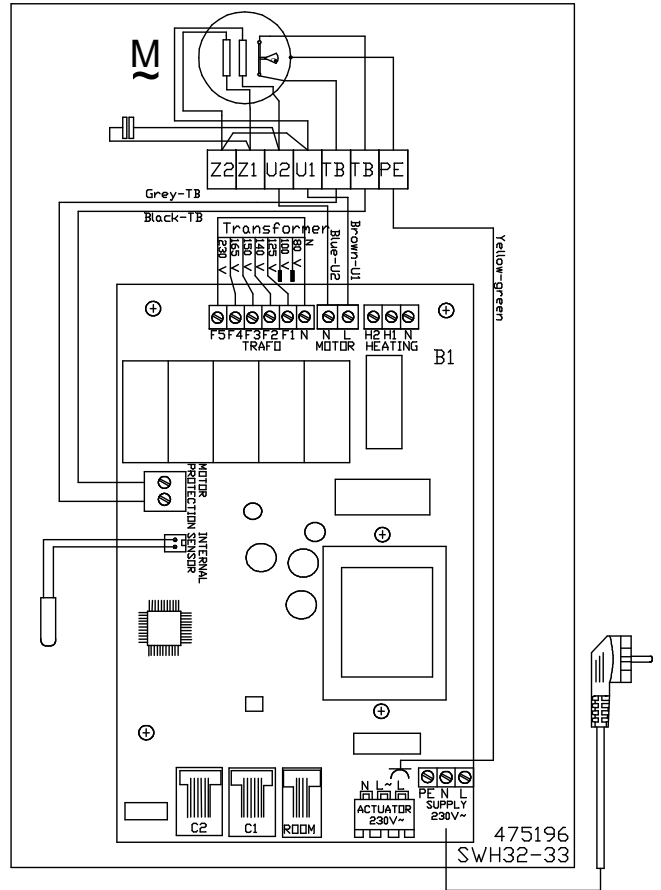 M
~
Z2 Z1 U2 U1 TB TB PE
Grey-TB
Black-TB
Transformer
230 V
165 V
150 V
140 V
125 V
100 V
80 V
N
Blue-U2
Brown-U1
Yellow-green
F5 F4 F3 F2 F1 N
TRAFO
N L
MOTOR
H2 H1 N
HEATING
B1
MOTOR
PROTECTION
INTERNAL
SENSOR
N L~ L
ACTUATOR
230V~
PE N L
SUPPLY
230V~
C2
C1
ROOM
475196
SWH32-33